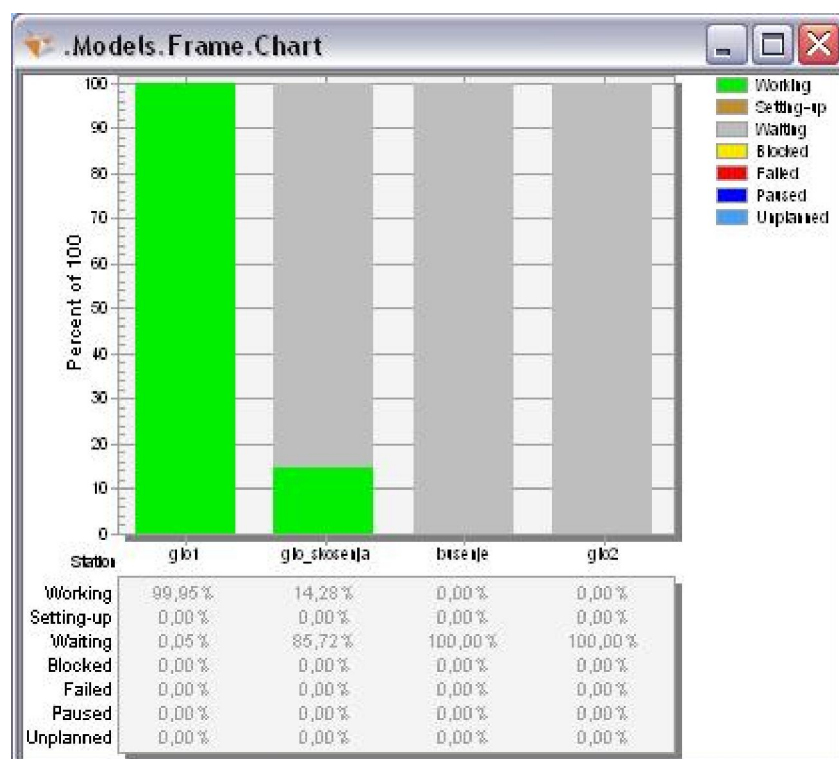 .Models.Frame.Chart
Working
Setting-up
Waiting
Blocked
Failed
Paused
Unplanned
Percent of 100
100
90
80
70
60
50
40
30
20
10
0
Station glo1 glo_skosenja busenje glo2
Working 99,95% 14,28% 0,00% 0,00%
Setting-up 0,00% 0,00% 0,00% 0,00%
Waiting 0,05% 85,72% 100,00% 100,00%
Blocked 0,00% 0,00% 0,00% 0,00%
Failed 0,00% 0,00% 0,00% 0,00%
Paused 0,00% 0,00% 0,00% 0,00%
Unplanned 0,00% 0,00% 0,00% 0,00%